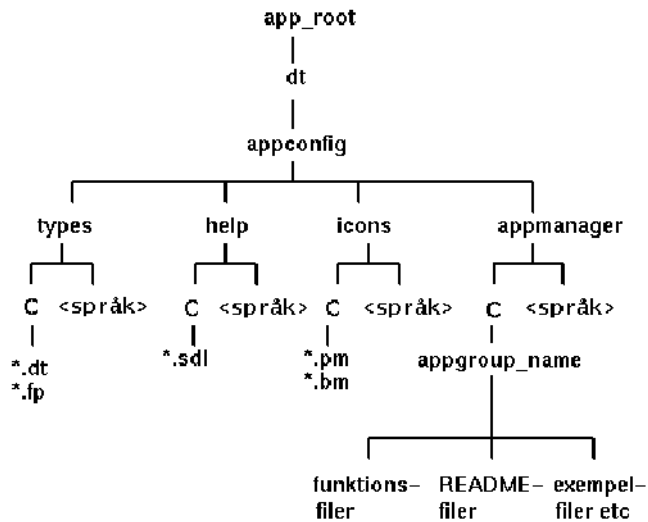 app_root
dt
appconfig
types help icons appmanager
C <språk> C <språk> C <språk> C <språk>
*.dt *.sdl *.pm appgroup_name
*.fp *.bm
funktions- README- exempel-
filer filer filer etc